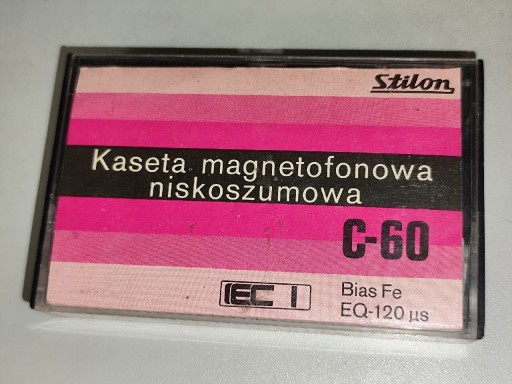 Stilon
Kaseta magnetofonowa
niskoszumowa
C-60
IEC I
Bias Fe
EQ-120 µs